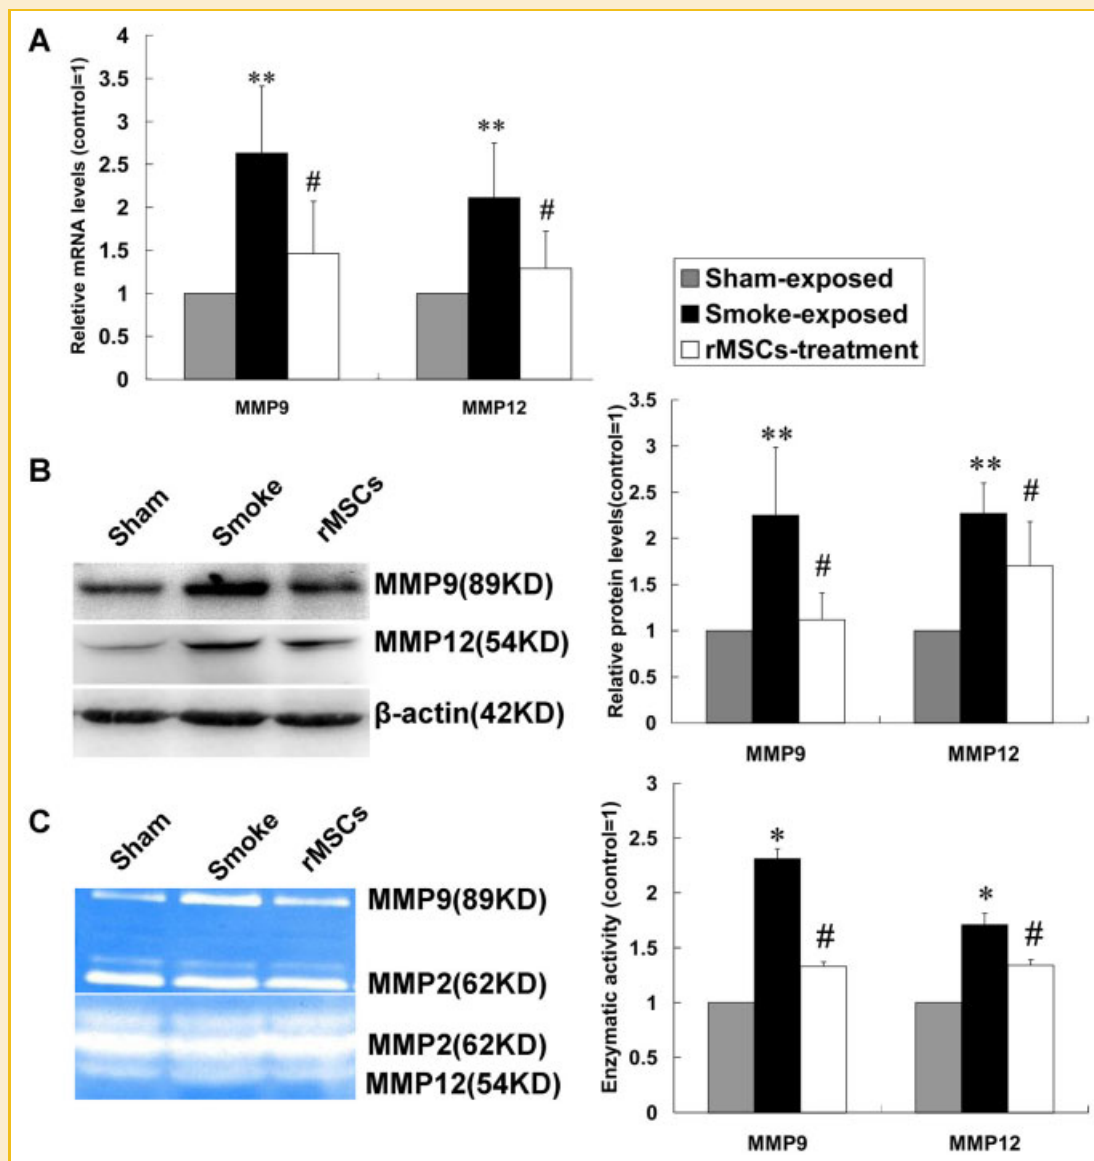 A
Reletive mRNA levels (control=1)
4
3.5
3
2.5
2
1.5
1
0.5
0
**
#
**
#
MMP9
MMP12
Sham-exposed
Smoke-exposed
rMSCs-treatment
B
Sham
Smoke
rMSCs
MMP9(89KD)
MMP12(54KD)
β-actin(42KD)
Relative protein levels(control=1)
3.5
3
2.5
2
1.5
1
0.5
0
**
#
**
#
MMP9
MMP12
C
Sham
Smoke
rMSCs
MMP9(89KD)
MMP2(62KD)
MMP2(62KD)
MMP12(54KD)
Enzymatic activity (control=1)
3
2.5
2
1.5
1
0.5
0
*
#
*
#
MMP9
MMP12